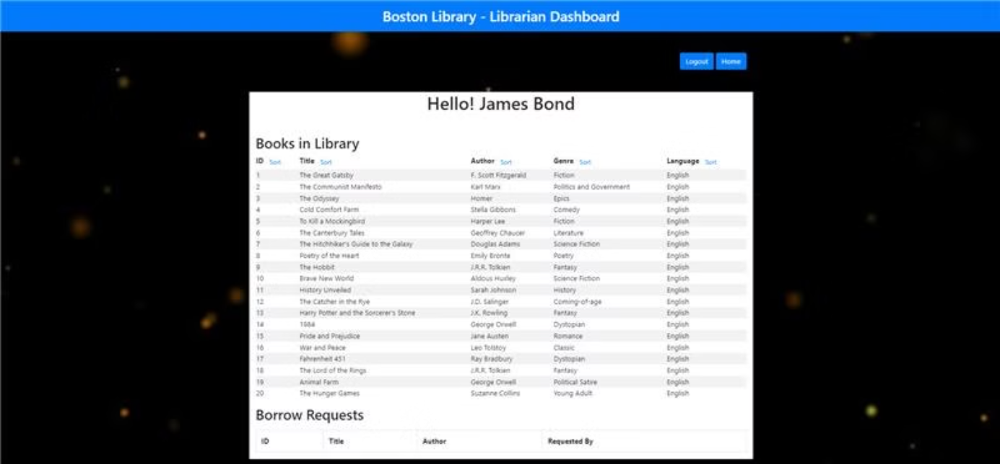 Boston Library - Librarian Dashboard
Logout Home
Hello! James Bond
Books in Library
ID Sort Title Sort Author Sort Genre Sort Language Sort
1 The Great Gatsby F. Scott Fitzgerald Fiction English
2 The Communist Manifesto Karl Marx Politics and Government English
3 The Odyssey Homer Epics English
4 Cold Comfort Farm Stella Gibbons Comedy English
5 To Kill a Mockingbird Harper Lee Fiction English
6 The Canterbury Tales Geoffrey Chaucer Literature English
7 The Hitchhiker's Guide to the Galaxy Douglas Adams Science Fiction English
8 Poetry of the Heart Emily Bronte Poetry English
9 The Hobbit J.R.R. Tolkien Fantasy English
10 Brave New World Aldous Huxley Science Fiction English
11 History Unveiled Sarah Johnson History English
12 The Catcher in the Rye J.D. Salinger Coming-of-age English
13 Harry Potter and the Sorcerer's Stone J.K. Rowling Fantasy English
14 1984 George Orwell Dystopian English
15 Pride and Prejudice Jane Austen Romance English
16 War and Peace Leo Tolstoy Classic English
17 Fahrenheit 451 Ray Bradbury Dystopian English
18 The Lord of the Rings J.R.R. Tolkien Fantasy English
19 Animal Farm George Orwell Political Satire English
20 The Hunger Games Suzanne Collins Young Adult English
Borrow Requests
ID Title Author Requested By